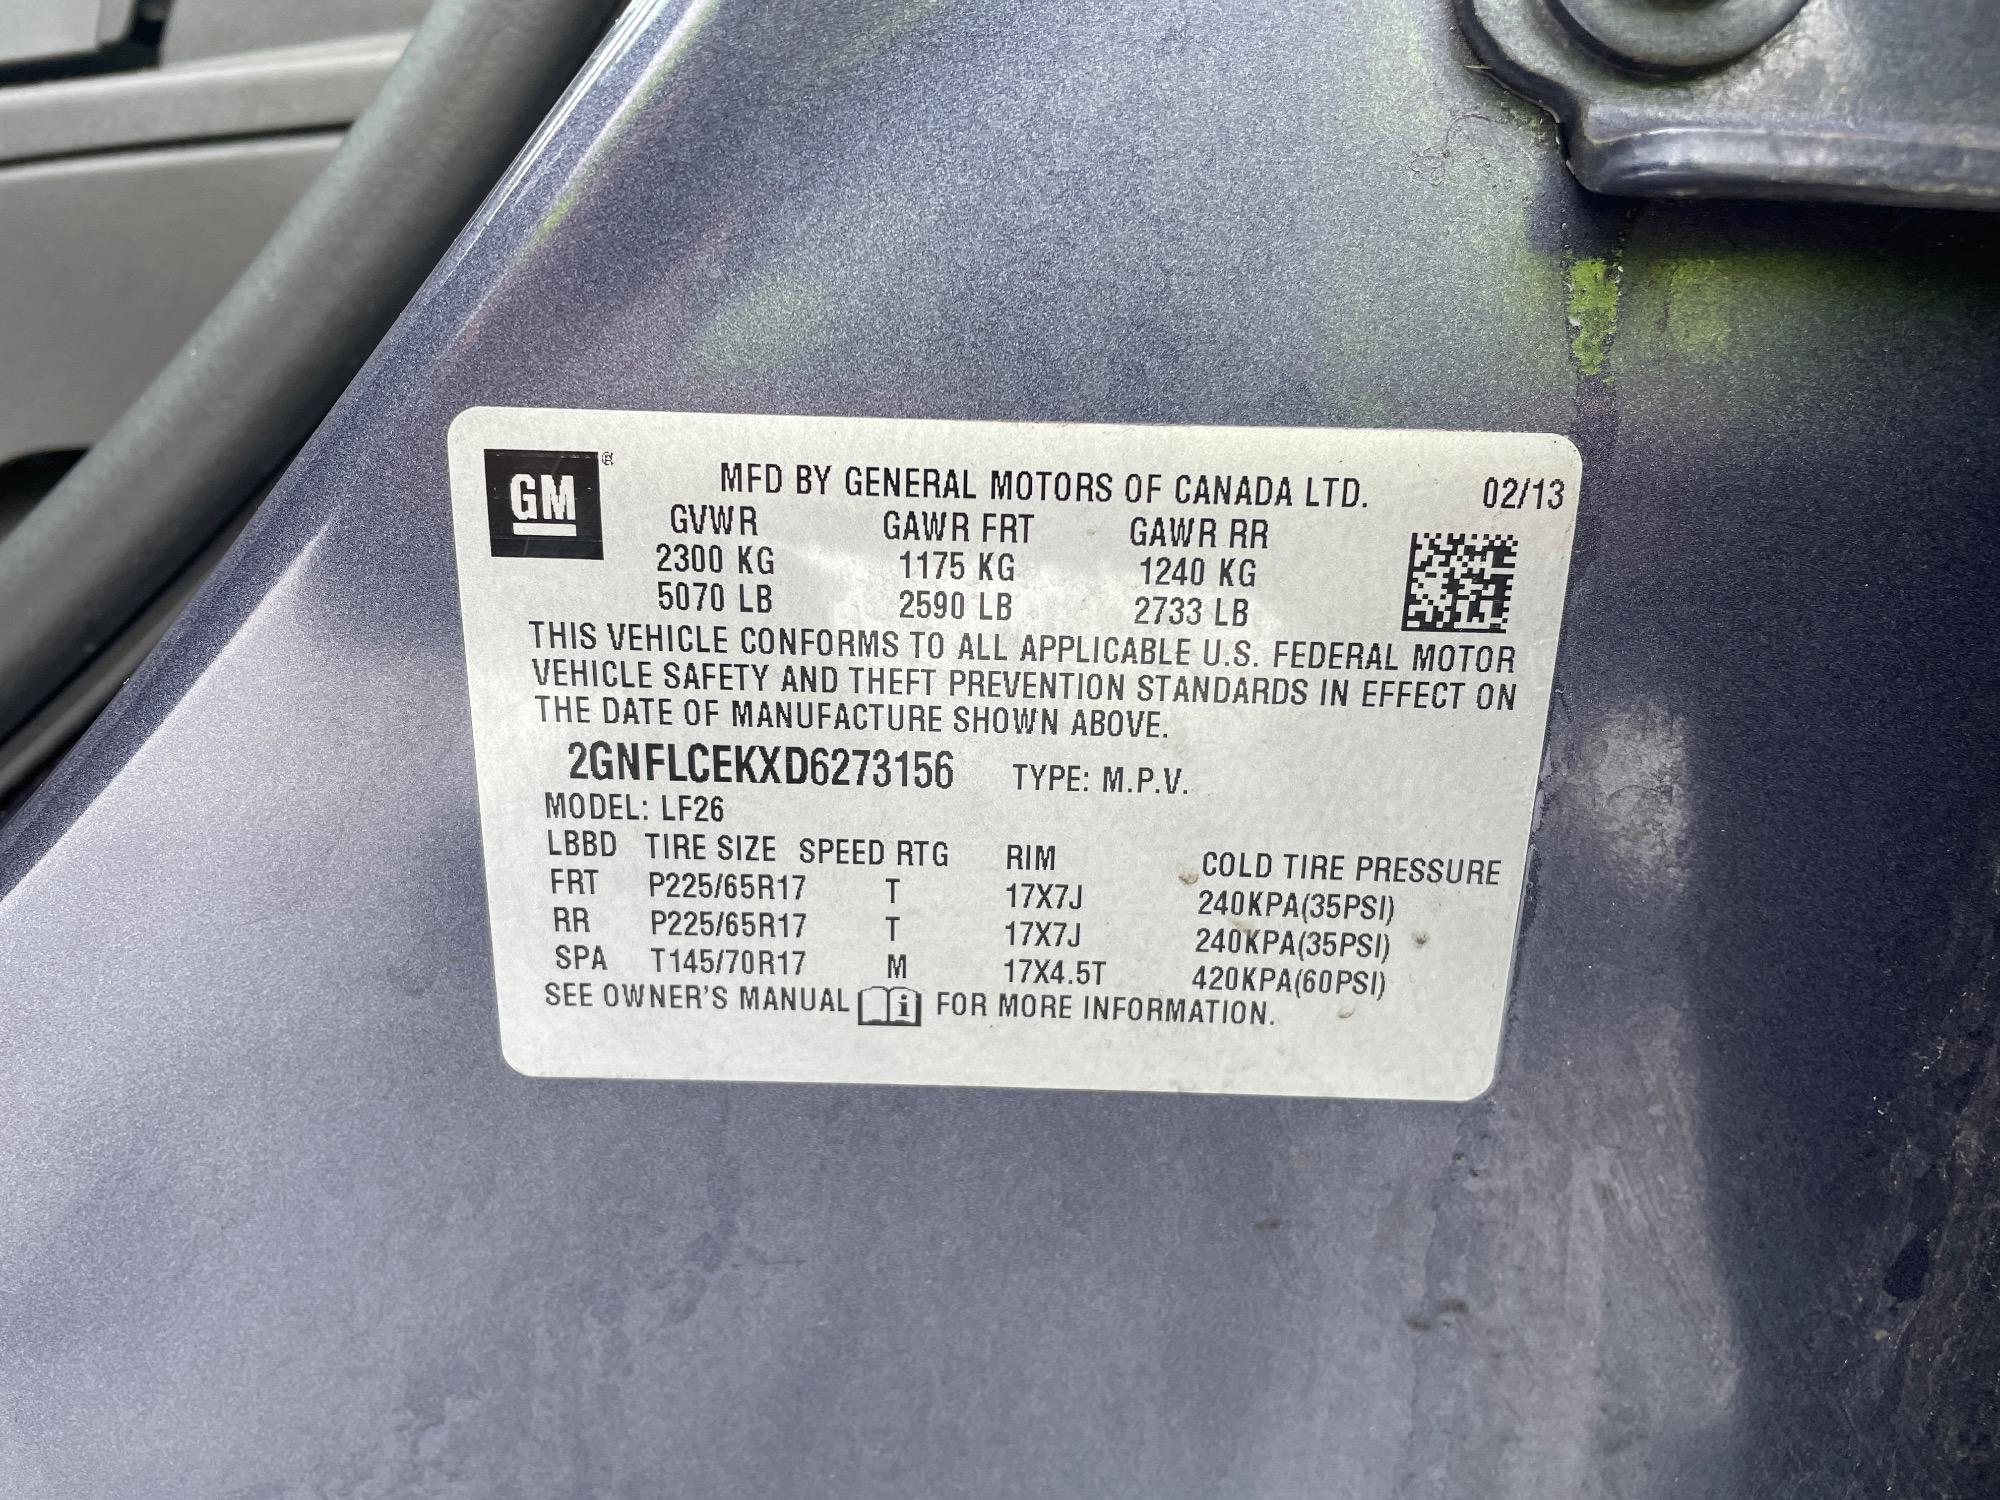 GM®
MFD BY GENERAL MOTORS OF CANADA LTD. 02/13
GVWR GAWR FRT GAWR RR
2300 KG 1175 KG 1240 KG
5070 LB 2590 LB 2733 LB
THIS VEHICLE CONFORMS TO ALL APPLICABLE U.S. FEDERAL MOTOR
VEHICLE SAFETY AND THEFT PREVENTION STANDARDS IN EFFECT ON
THE DATE OF MANUFACTURE SHOWN ABOVE.
2GNFLCEKXD6273156 TYPE: M.P.V.
MODEL: LF26
LBBD TIRE SIZE SPEED RTG RIM COLD TIRE PRESSURE
FRT P225/65R17 T 17X7J 240KPA(35PSI)
RR P225/65R17 T 17X7J 240KPA(35PSI)
SPA T145/70R17 M 17X4.5T 420KPA(60PSI)
SEE OWNER'S MANUAL i FOR MORE INFORMATION.